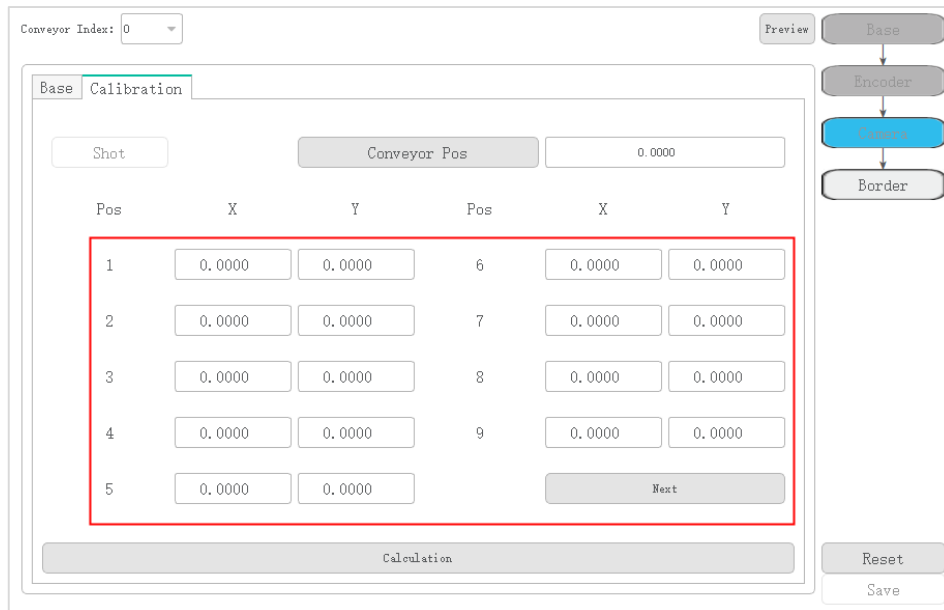 Conveyor Index: 0 Preview
Base
Encoder
Camera
Border
Base Calibration
Shot Conveyor Pos 0.0000
Pos X Y Pos X Y
1 0.0000 0.0000 6 0.0000 0.0000
2 0.0000 0.0000 7 0.0000 0.0000
3 0.0000 0.0000 8 0.0000 0.0000
4 0.0000 0.0000 9 0.0000 0.0000
5 0.0000 0.0000 Next
Calculation
Reset
Save